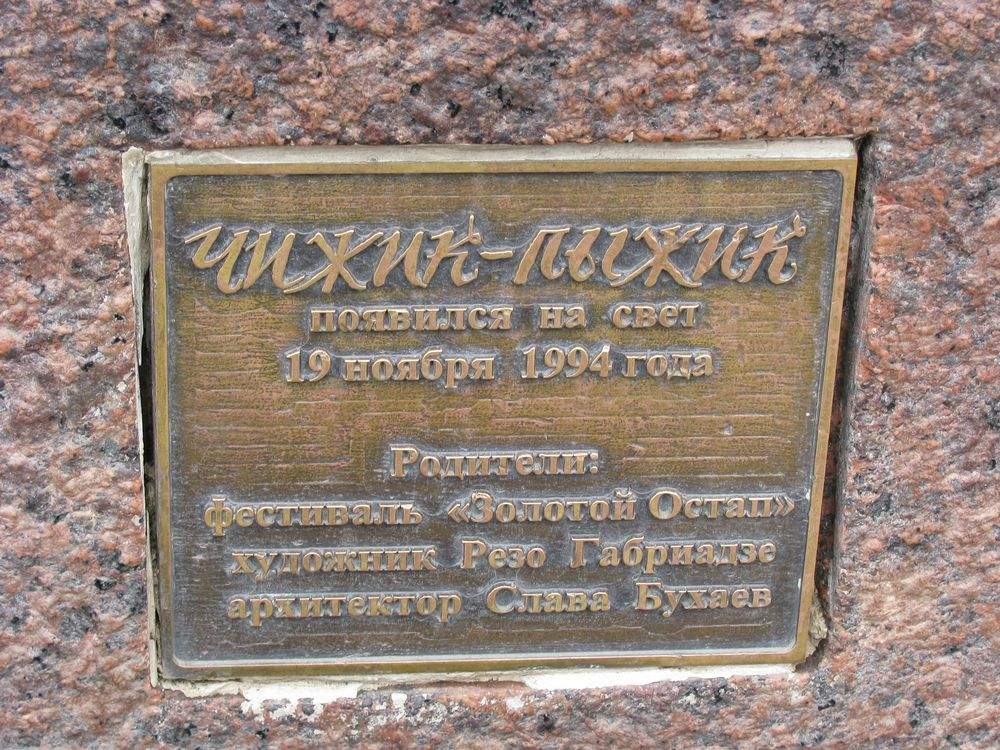 ЧИЖИК-ПЫЖИК
появился на свет
19 ноября 1994 года
Родители:
фестиваль «Золотой Остап»
художник Резо Габриадзе
архитектор Слава Бухаев